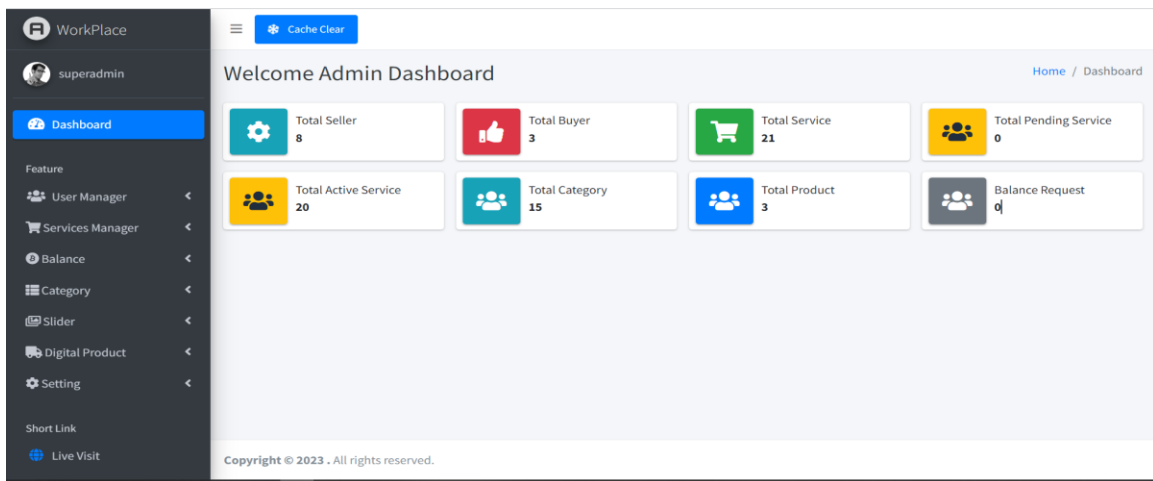 WorkPlace
Cache Clear
superadmin
Welcome Admin Dashboard
Home / Dashboard
Dashboard
Total Seller
8
Total Buyer
3
Total Service
21
Total Pending Service
0
Feature
User Manager
Services Manager
Balance
Category
Slider
Digital Product
Setting
Total Active Service
20
Total Category
15
Total Product
3
Balance Request
0
Short Link
Live Visit
Copyright © 2023 . All rights reserved.